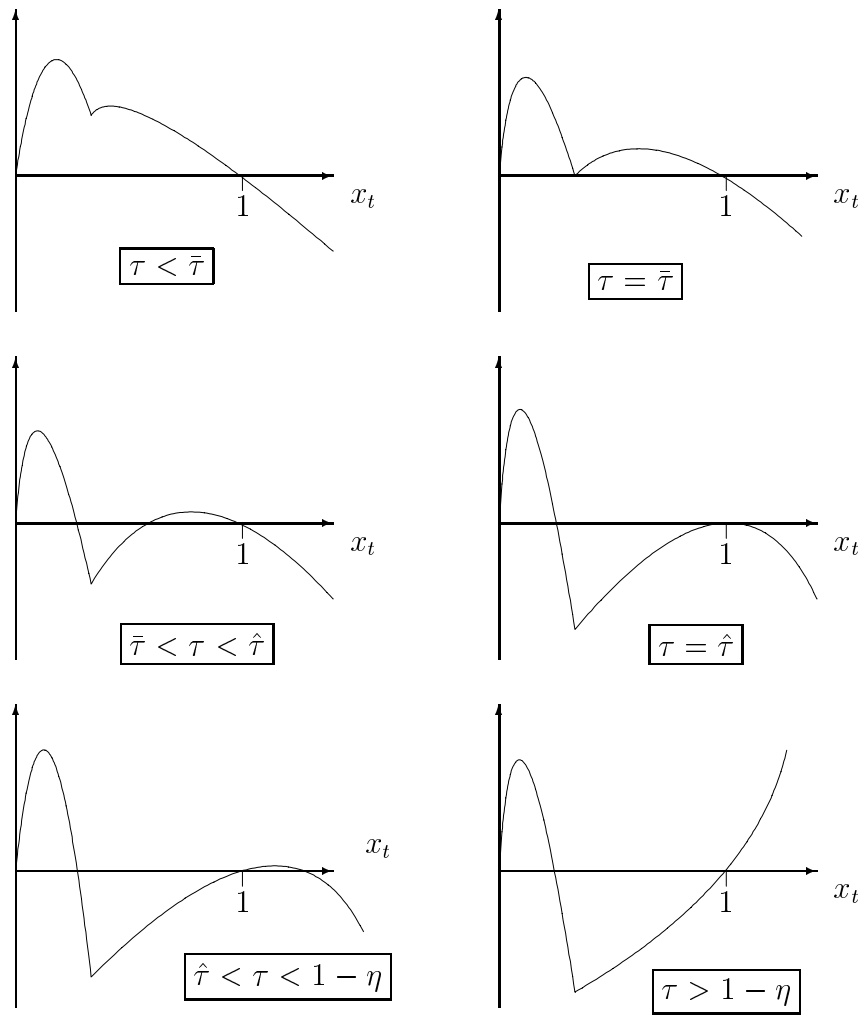 x_t
1
τ < τ̄
x_t
1
τ = τ̄
x_t
1
τ̄ < τ < τ̂
x_t
1
τ = τ̂
x_t
1
τ̂ < τ < 1 − η
x_t
1
τ > 1 − η